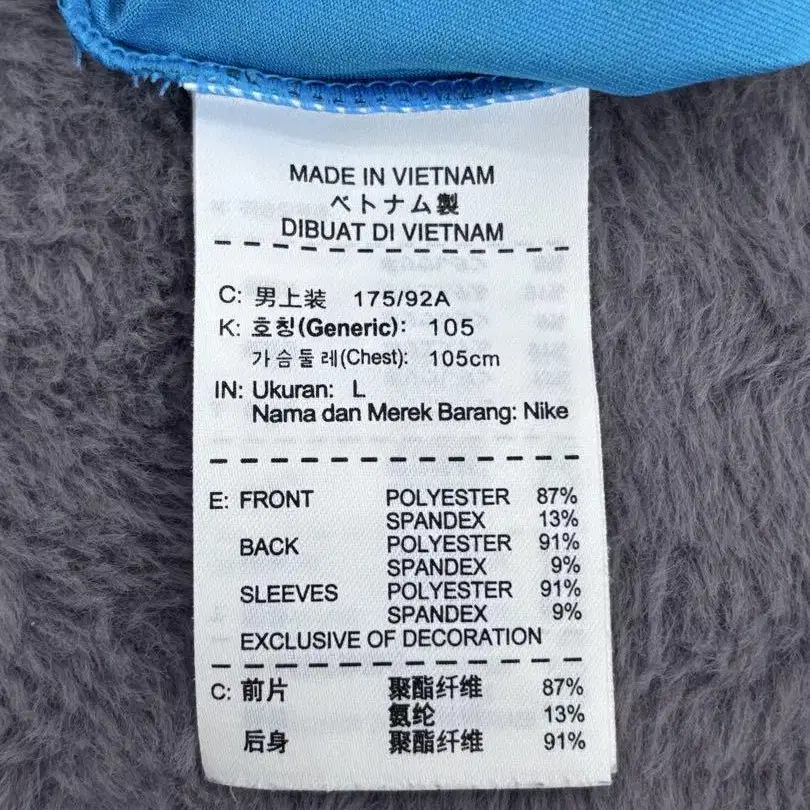 MADE IN VIETNAM
ベトナム製
DIBUAT DI VIETNAM
C: 男上装 175/92A
K: 호칭(Generic): 105
가슴둘레(Chest): 105cm
IN: Ukuran: L
Nama dan Merek Barang: Nike
E: FRONT POLYESTER 87%
SPANDEX 13%
BACK POLYESTER 91%
SPANDEX 9%
SLEEVES POLYESTER 91%
SPANDEX 9%
EXCLUSIVE OF DECORATION
C: 前片 聚酯纤维 87%
氨纶 13%
后身 聚酯纤维 91%